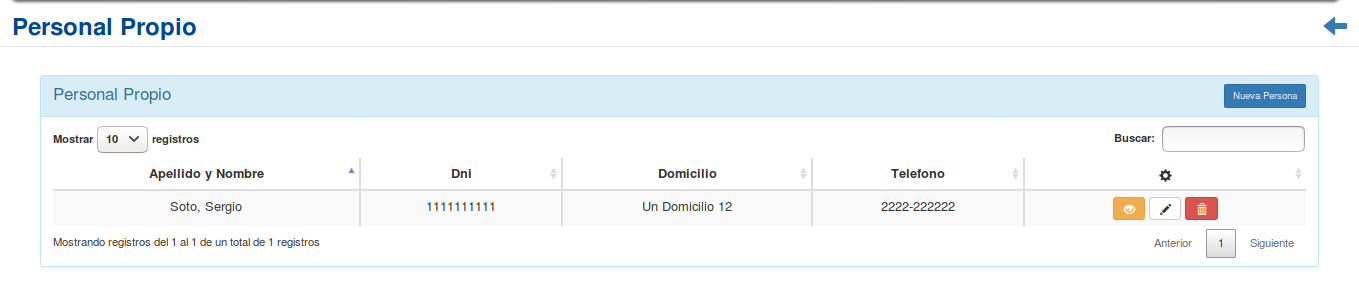 Personal Propio
Personal Propio Nueva Persona
Mostrar 10 registros Buscar:
Apellido y Nombre Dni Domicilio Telefono
Soto, Sergio 1111111111 Un Domicilio 12 2222-222222
Mostrando registros del 1 al 1 de un total de 1 registros Anterior 1 Siguiente